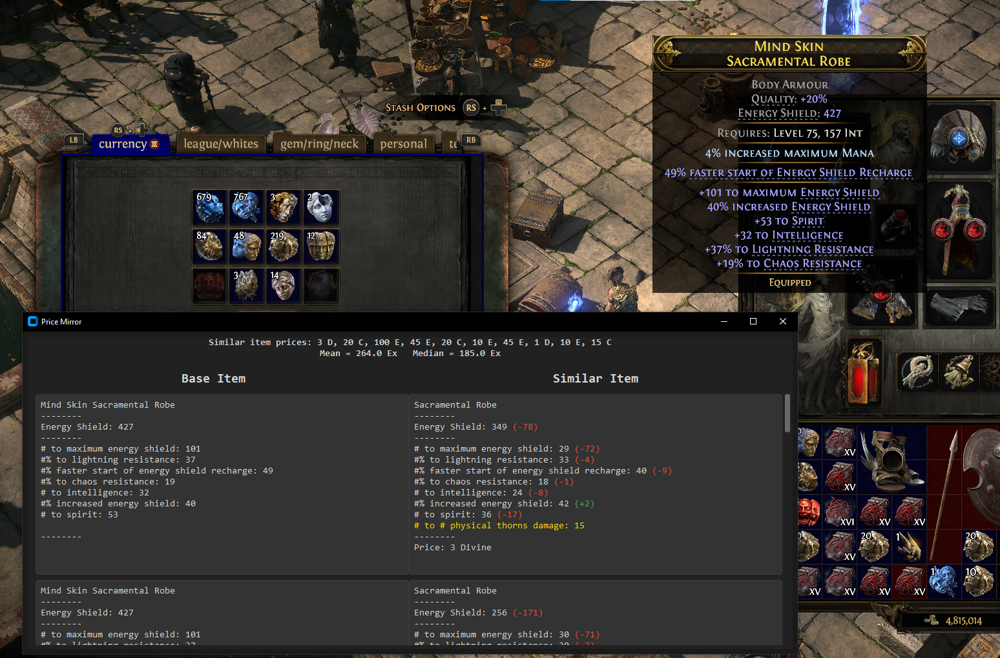 MIND SKIN
SACRAMENTAL ROBE
BODY ARMOUR
QUALITY: +20%
ENERGY SHIELD: 427
REQUIRES: LEVEL 75, 157 INT
4% INCREASED MAXIMUM MANA
49% FASTER START OF ENERGY SHIELD RECHARGE
+101 TO MAXIMUM ENERGY SHIELD
40% INCREASED ENERGY SHIELD
+53 TO SPIRIT
+32 TO INTELLIGENCE
+37% TO LIGHTNING RESISTANCE
+19% TO CHAOS RESISTANCE
EQUIPPED
STASH OPTIONS RS +
RS +
LB currency league/whites gem/ring/neck personal te RB
679 767 3 2
84 48 219 12
3 14
Price Mirror
Similar item prices: 3 D, 20 C, 100 E, 45 E, 20 C, 10 E, 45 E, 1 D, 10 E, 15 C
Mean = 264.0 Ex Median = 185.0 Ex
Base Item
Mind Skin Sacramental Robe
--------
Energy Shield: 427
--------
# to maximum energy shield: 101
#% to lightning resistance: 37
#% faster start of energy shield recharge: 49
#% to chaos resistance: 19
# to intelligence: 32
#% increased energy shield: 40
# to spirit: 53
--------
Similar Item
Sacramental Robe
--------
Energy Shield: 349 (-78)
--------
# to maximum energy shield: 29 (-72)
#% to lightning resistance: 33 (-4)
#% faster start of energy shield recharge: 40 (-9)
#% to chaos resistance: 18 (-1)
# to intelligence: 24 (-8)
#% increased energy shield: 42 (+2)
# to spirit: 36 (-17)
# to # physical thorns damage: 15
--------
Price: 3 Divine
Mind Skin Sacramental Robe
--------
Energy Shield: 427
--------
# to maximum energy shield: 101
#% to lightning resistance: 37
Sacramental Robe
--------
Energy Shield: 256 (-171)
--------
# to maximum energy shield: 30 (-71)
XV
XV
XVI XV XV
XV 20 1 20
XV XV XV XV 1 10
4,815,014